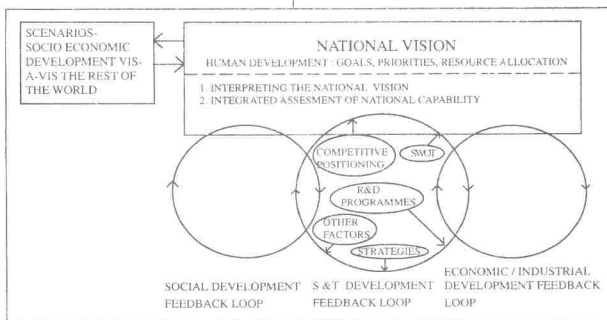 SCENARIOS-
SOCIO ECONOMIC
DEVELOPMENT VIS-
A-VIS THE REST OF
THE WORLD
NATIONAL VISION
HUMAN DEVELOPMENT : GOALS, PRIORITIES, RESOURCE ALLOCATION
1. INTERPRETING THE NATIONAL VISION
2. INTEGRATED ASSESMENT OF NATIONAL CAPABILITY
COMPETITIVE
POSITIONING
SWOT
R&D
PROGRAMMES
OTHER
FACTORS
STRATEGIES
SOCIAL DEVELOPMENT
FEEDBACK LOOP
S &T DEVELOPMENT
FEEDBACK LOOP
ECONOMIC / INDUSTRIAL
DEVELOPMENT FEEDBACK
LOOP